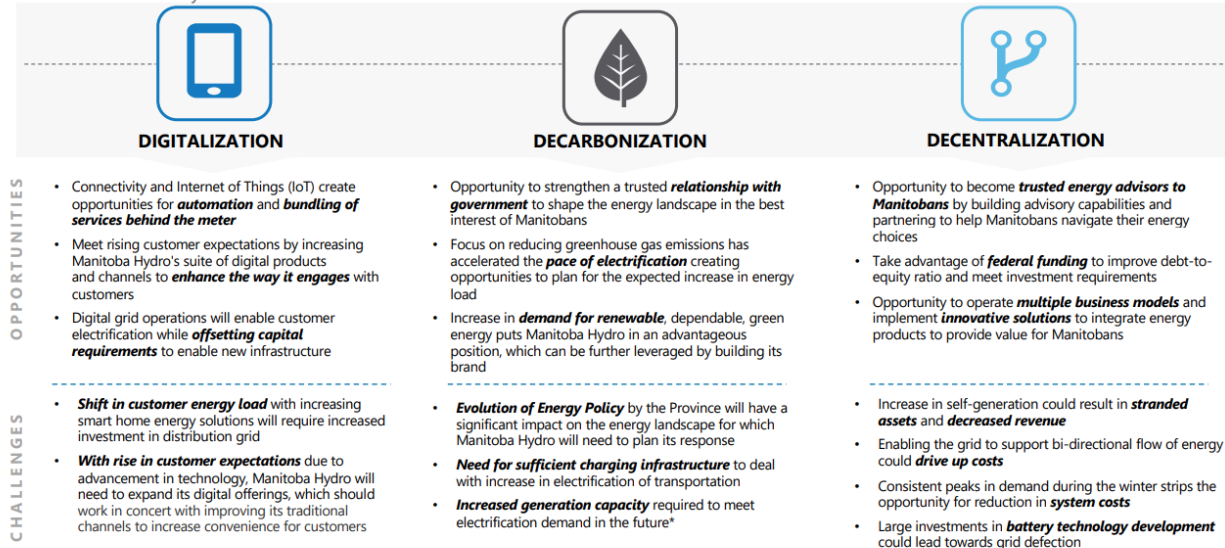 DIGITALIZATION
DECARBONIZATION
DECENTRALIZATION
OPPORTUNITIES
• Connectivity and Internet of Things (IoT) create
opportunities for automation and bundling of
services behind the meter
• Meet rising customer expectations by increasing
Manitoba Hydro's suite of digital products
and channels to enhance the way it engages with
customers
• Digital grid operations will enable customer
electrification while offsetting capital
requirements to enable new infrastructure
• Opportunity to strengthen a trusted relationship with
government to shape the energy landscape in the best
interest of Manitobans
• Focus on reducing greenhouse gas emissions has
accelerated the pace of electrification creating
opportunities to plan for the expected increase in energy
load
• Increase in demand for renewable, dependable, green
energy puts Manitoba Hydro in an advantageous
position, which can be further leveraged by building its
brand
• Opportunity to become trusted energy advisors to
Manitobans by building advisory capabilities and
partnering to help Manitobans navigate their energy
choices
• Take advantage of federal funding to improve debt-to-
equity ratio and meet investment requirements
• Opportunity to operate multiple business models and
implement innovative solutions to integrate energy
products to provide value for Manitobans
CHALLENGES
• Shift in customer energy load with increasing
smart home energy solutions will require increased
investment in distribution grid
• With rise in customer expectations due to
advancement in technology, Manitoba Hydro will
need to expand its digital offerings, which should
work in concert with improving its traditional
channels to increase convenience for customers
• Evolution of Energy Policy by the Province will have a
significant impact on the energy landscape for which
Manitoba Hydro will need to plan its response
• Need for sufficient charging infrastructure to deal
with increase in electrification of transportation
• Increased generation capacity required to meet
electrification demand in the future*
• Increase in self-generation could result in stranded
assets and decreased revenue
• Enabling the grid to support bi-directional flow of energy
could drive up costs
• Consistent peaks in demand during the winter strips the
opportunity for reduction in system costs
• Large investments in battery technology development
could lead towards grid defection